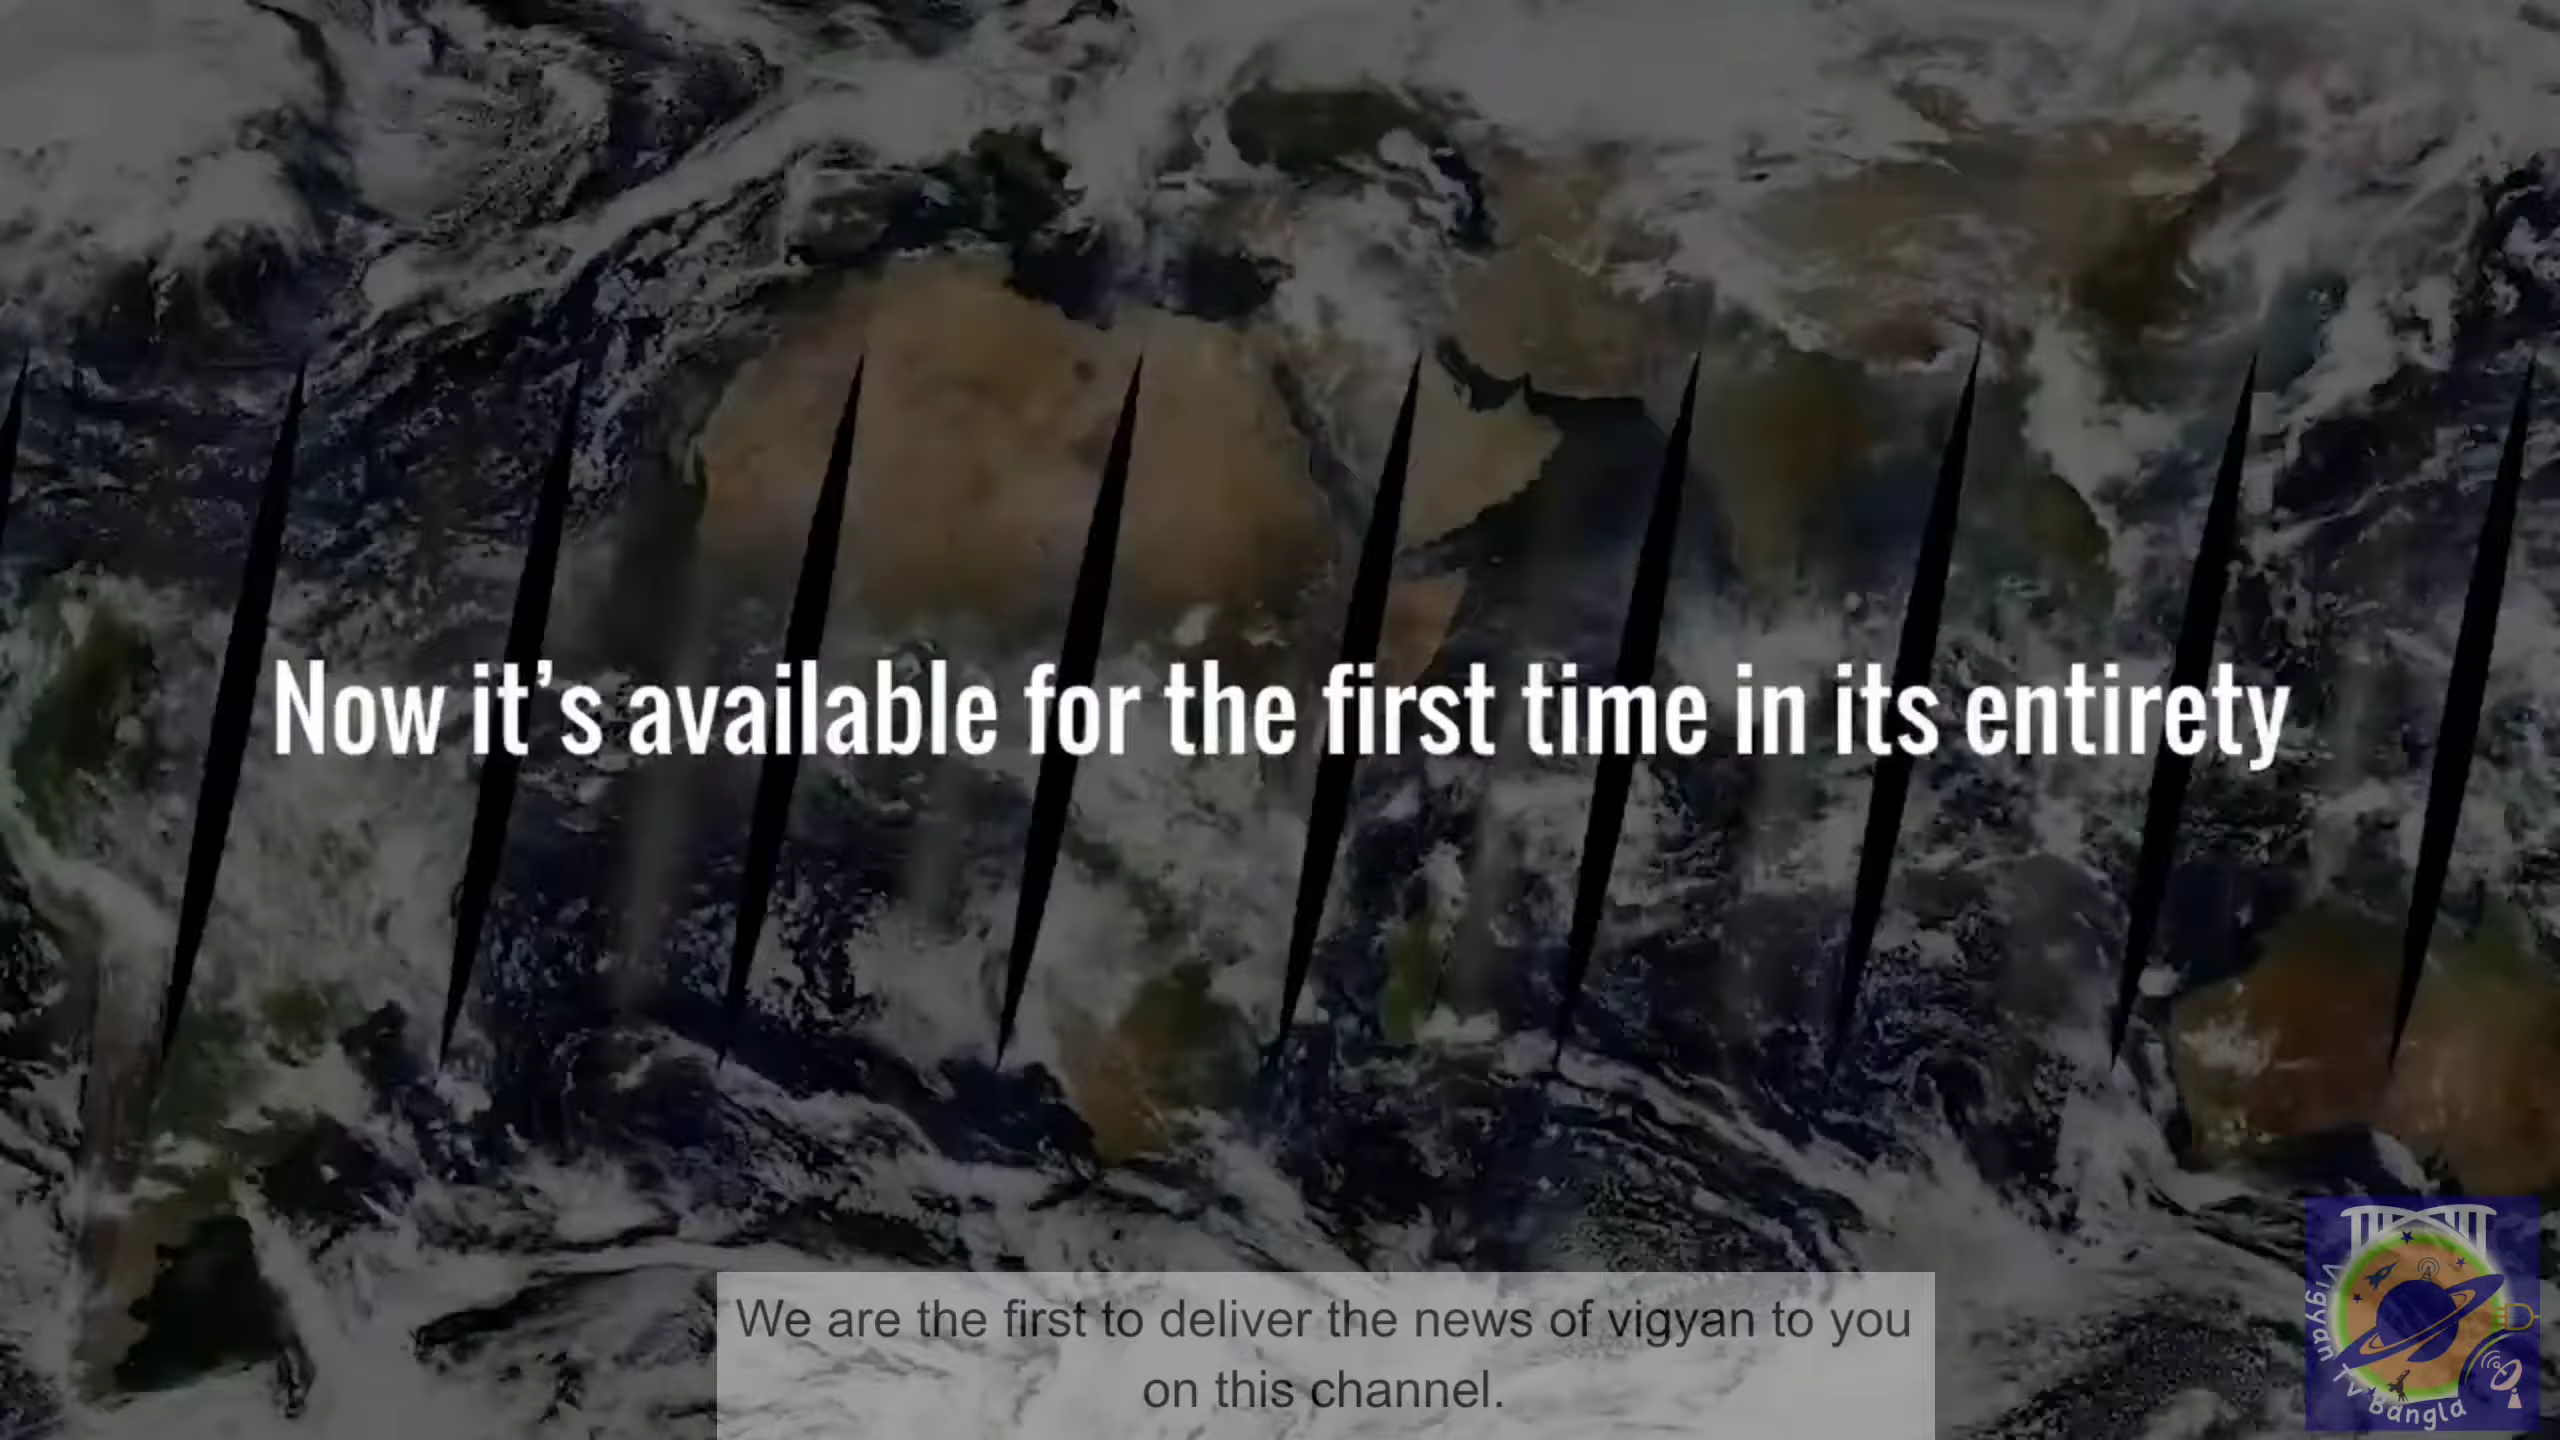 Now it’s available for the first time in its entirety
We are the first to deliver the news of vigyan to you
on this channel.
Vigyan Tv Bangla